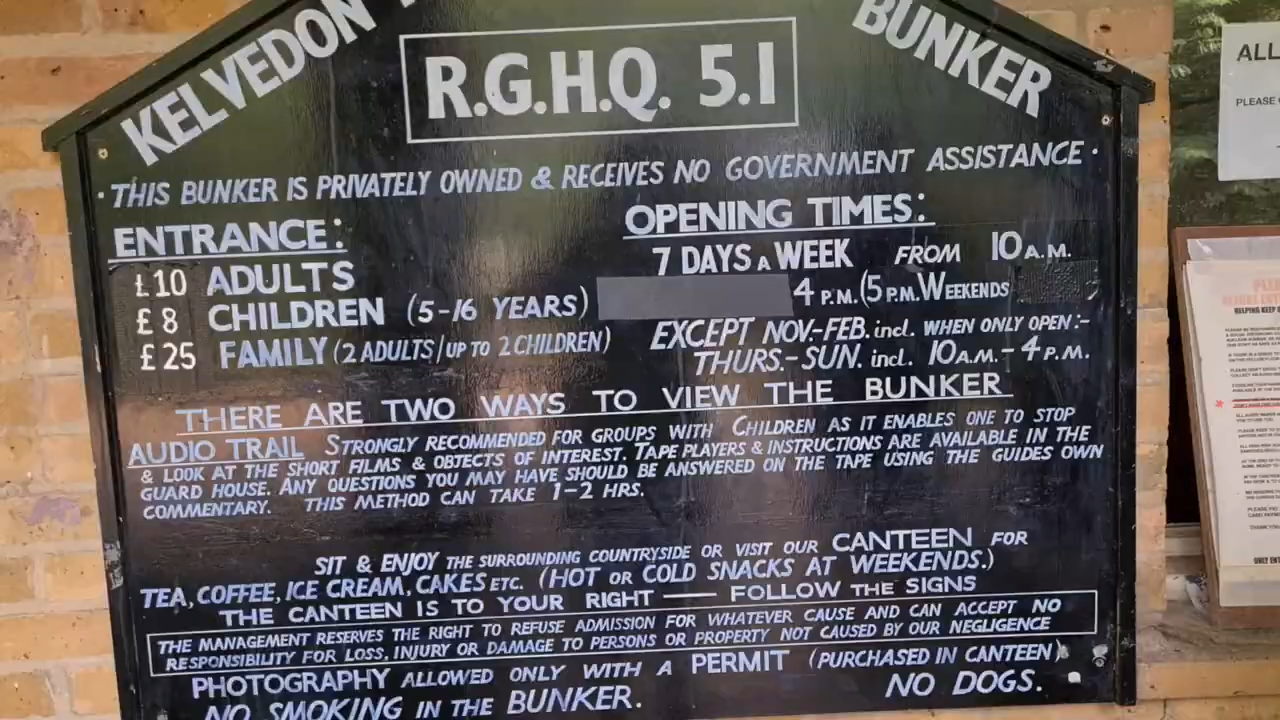 KELVEDON
BUNKER
R.G.H.Q. 5.1
· THIS BUNKER IS PRIVATELY OWNED & RECEIVES NO GOVERNMENT ASSISTANCE ·
ENTRANCE:
£10 ADULTS
£8 CHILDREN (5-16 YEARS)
£25 FAMILY (2 ADULTS/UP TO 2 CHILDREN)
OPENING TIMES:
7 DAYS A WEEK FROM 10 A.M.
4 P.M. (5 P.M. WEEKENDS
EXCEPT NOV-FEB. incl. WHEN ONLY OPEN:-
THURS.-SUN. incl. 10 A.M. - 4 P.M.
THERE ARE TWO WAYS TO VIEW THE BUNKER
AUDIO TRAIL STRONGLY RECOMMENDED FOR GROUPS WITH CHILDREN AS IT ENABLES ONE TO STOP
& LOOK AT THE SHORT FILMS & OBJECTS OF INTEREST. TAPE PLAYERS & INSTRUCTIONS ARE AVAILABLE IN THE
GUARD HOUSE. ANY QUESTIONS YOU MAY HAVE SHOULD BE ANSWERED ON THE TAPE USING THE GUIDES OWN
COMMENTARY. THIS METHOD CAN TAKE 1-2 HRS.
SIT & ENJOY THE SURROUNDING COUNTRYSIDE OR VISIT OUR CANTEEN FOR
TEA, COFFEE, ICE CREAM, CAKES ETC. (HOT OR COLD SNACKS AT WEEKENDS.)
THE CANTEEN IS TO YOUR RIGHT — FOLLOW THE SIGNS
THE MANAGEMENT RESERVES THE RIGHT TO REFUSE ADMISSION FOR WHATEVER CAUSE AND CAN ACCEPT NO
RESPONSIBILITY FOR LOSS, INJURY OR DAMAGE TO PERSONS OR PROPERTY NOT CAUSED BY OUR NEGLIGENCE
PHOTOGRAPHY ALLOWED ONLY WITH A PERMIT (PURCHASED IN CANTEEN)
NO SMOKING IN THE BUNKER. NO DOGS.
ALL
PLEASE